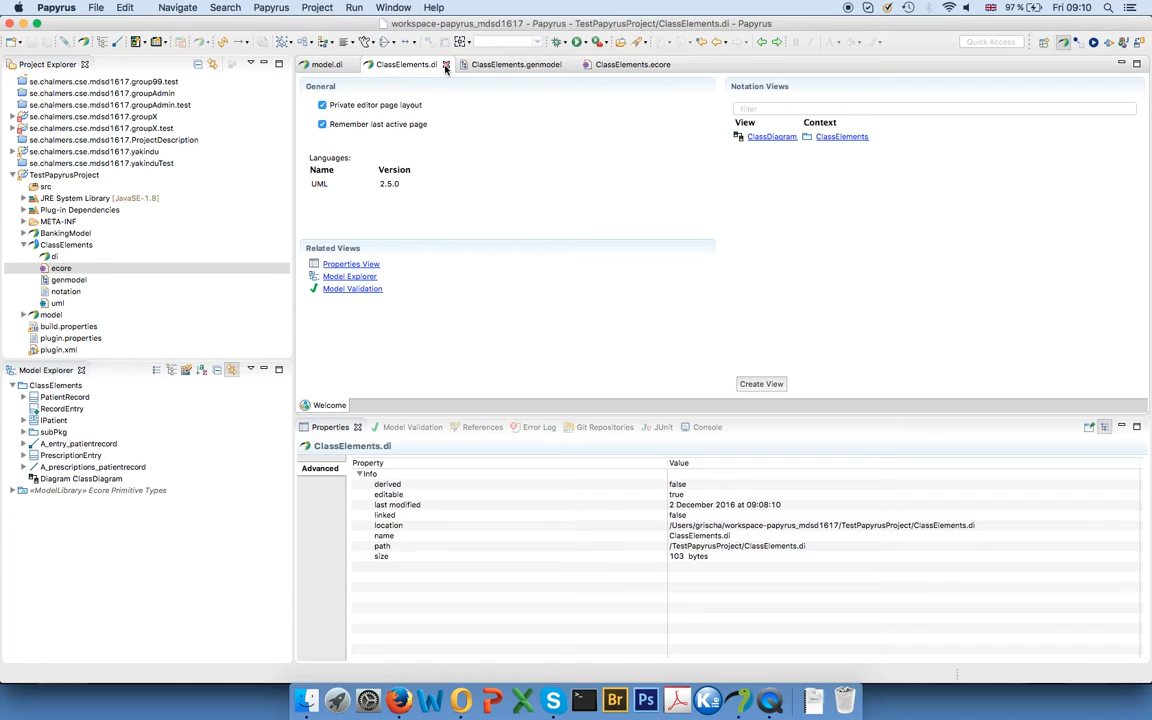 Papyrus File Edit Navigate Search Papyrus Project Run Window Help 97 % Fri 09:10
workspace-papyrus_mdsd1617 - Papyrus - TestPapyrusProject/ClassElements.di - Papyrus
Quick Access
Project Explorer
se.chalmers.cse.mdsd1617.group99.test
se.chalmers.cse.mdsd1617.groupAdmin
se.chalmers.cse.mdsd1617.groupAdmin.test
se.chalmers.cse.mdsd1617.groupX
se.chalmers.cse.mdsd1617.groupX.test
se.chalmers.cse.mdsd1617.ProjectDescription
se.chalmers.cse.mdsd1617.yakindu
se.chalmers.cse.mdsd1617.yakinduTest
TestPapyrusProject
src
JRE System Library [JavaSE-1.8]
Plug-in Dependencies
META-INF
BankingModel
ClassElements
di
ecore
genmodel
notation
uml
model
build.properties
plugin.properties
plugin.xml
Model Explorer
ClassElements
PatientRecord
RecordEntry
IPatient
subPkg
A_entry_patientrecord
PrescriptionEntry
A_prescriptions_patientrecord
Diagram ClassDiagram
«ModelLibrary» Ecore Primitive Types
model.di ClassElements.di ClassElements.genmodel ClassElements.ecore
General
Private editor page layout
Remember last active page
Languages:
Name Version
UML 2.5.0
Related Views
Properties View
Model Explorer
Model Validation
Notation Views
filter
View Context
ClassDiagram ClassElements
Create View
Welcome
Properties Model Validation References Error Log Git Repositories JUnit Console
ClassElements.di
Advanced
Property Value
Info
derived false
editable true
last modified 2 December 2016 at 09:08:10
linked false
location /Users/grischa/workspace-papyrus_mdsd1617/TestPapyrusProject/ClassElements.di
name ClassElements.di
path /TestPapyrusProject/ClassElements.di
size 103 bytes
Br Ps